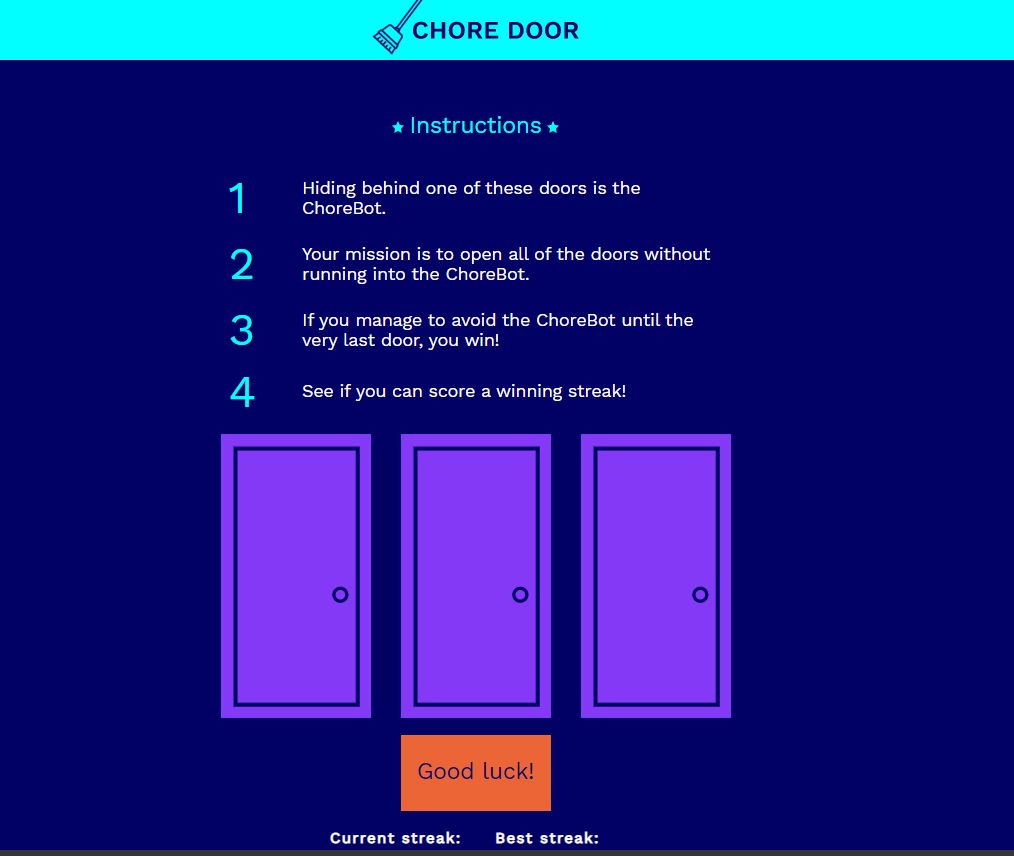 CHORE DOOR
Instructions
1
Hiding behind one of these doors is the
ChoreBot.
2
Your mission is to open all of the doors without
running into the ChoreBot.
3
If you manage to avoid the ChoreBot until the
very last door, you win!
4
See if you can score a winning streak!
Good luck!
Current streak: Best streak: